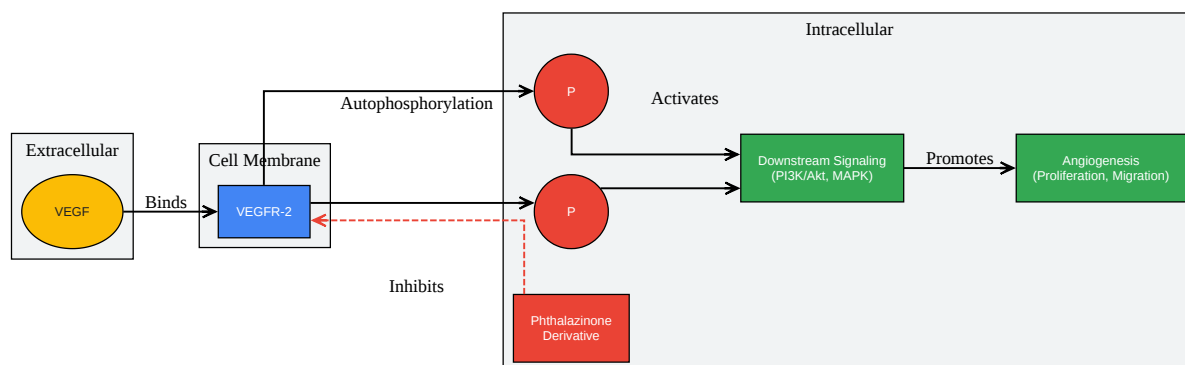 Intracellular
P
Autophosphorylation
Activates
Extracellular
Cell Membrane
Downstream Signaling
(PI3K/Akt, MAPK)
Promotes
Angiogenesis
(Proliferation, Migration)
VEGF
Binds
VEGFR-2
P
Inhibits
Phthalazinone
Derivative